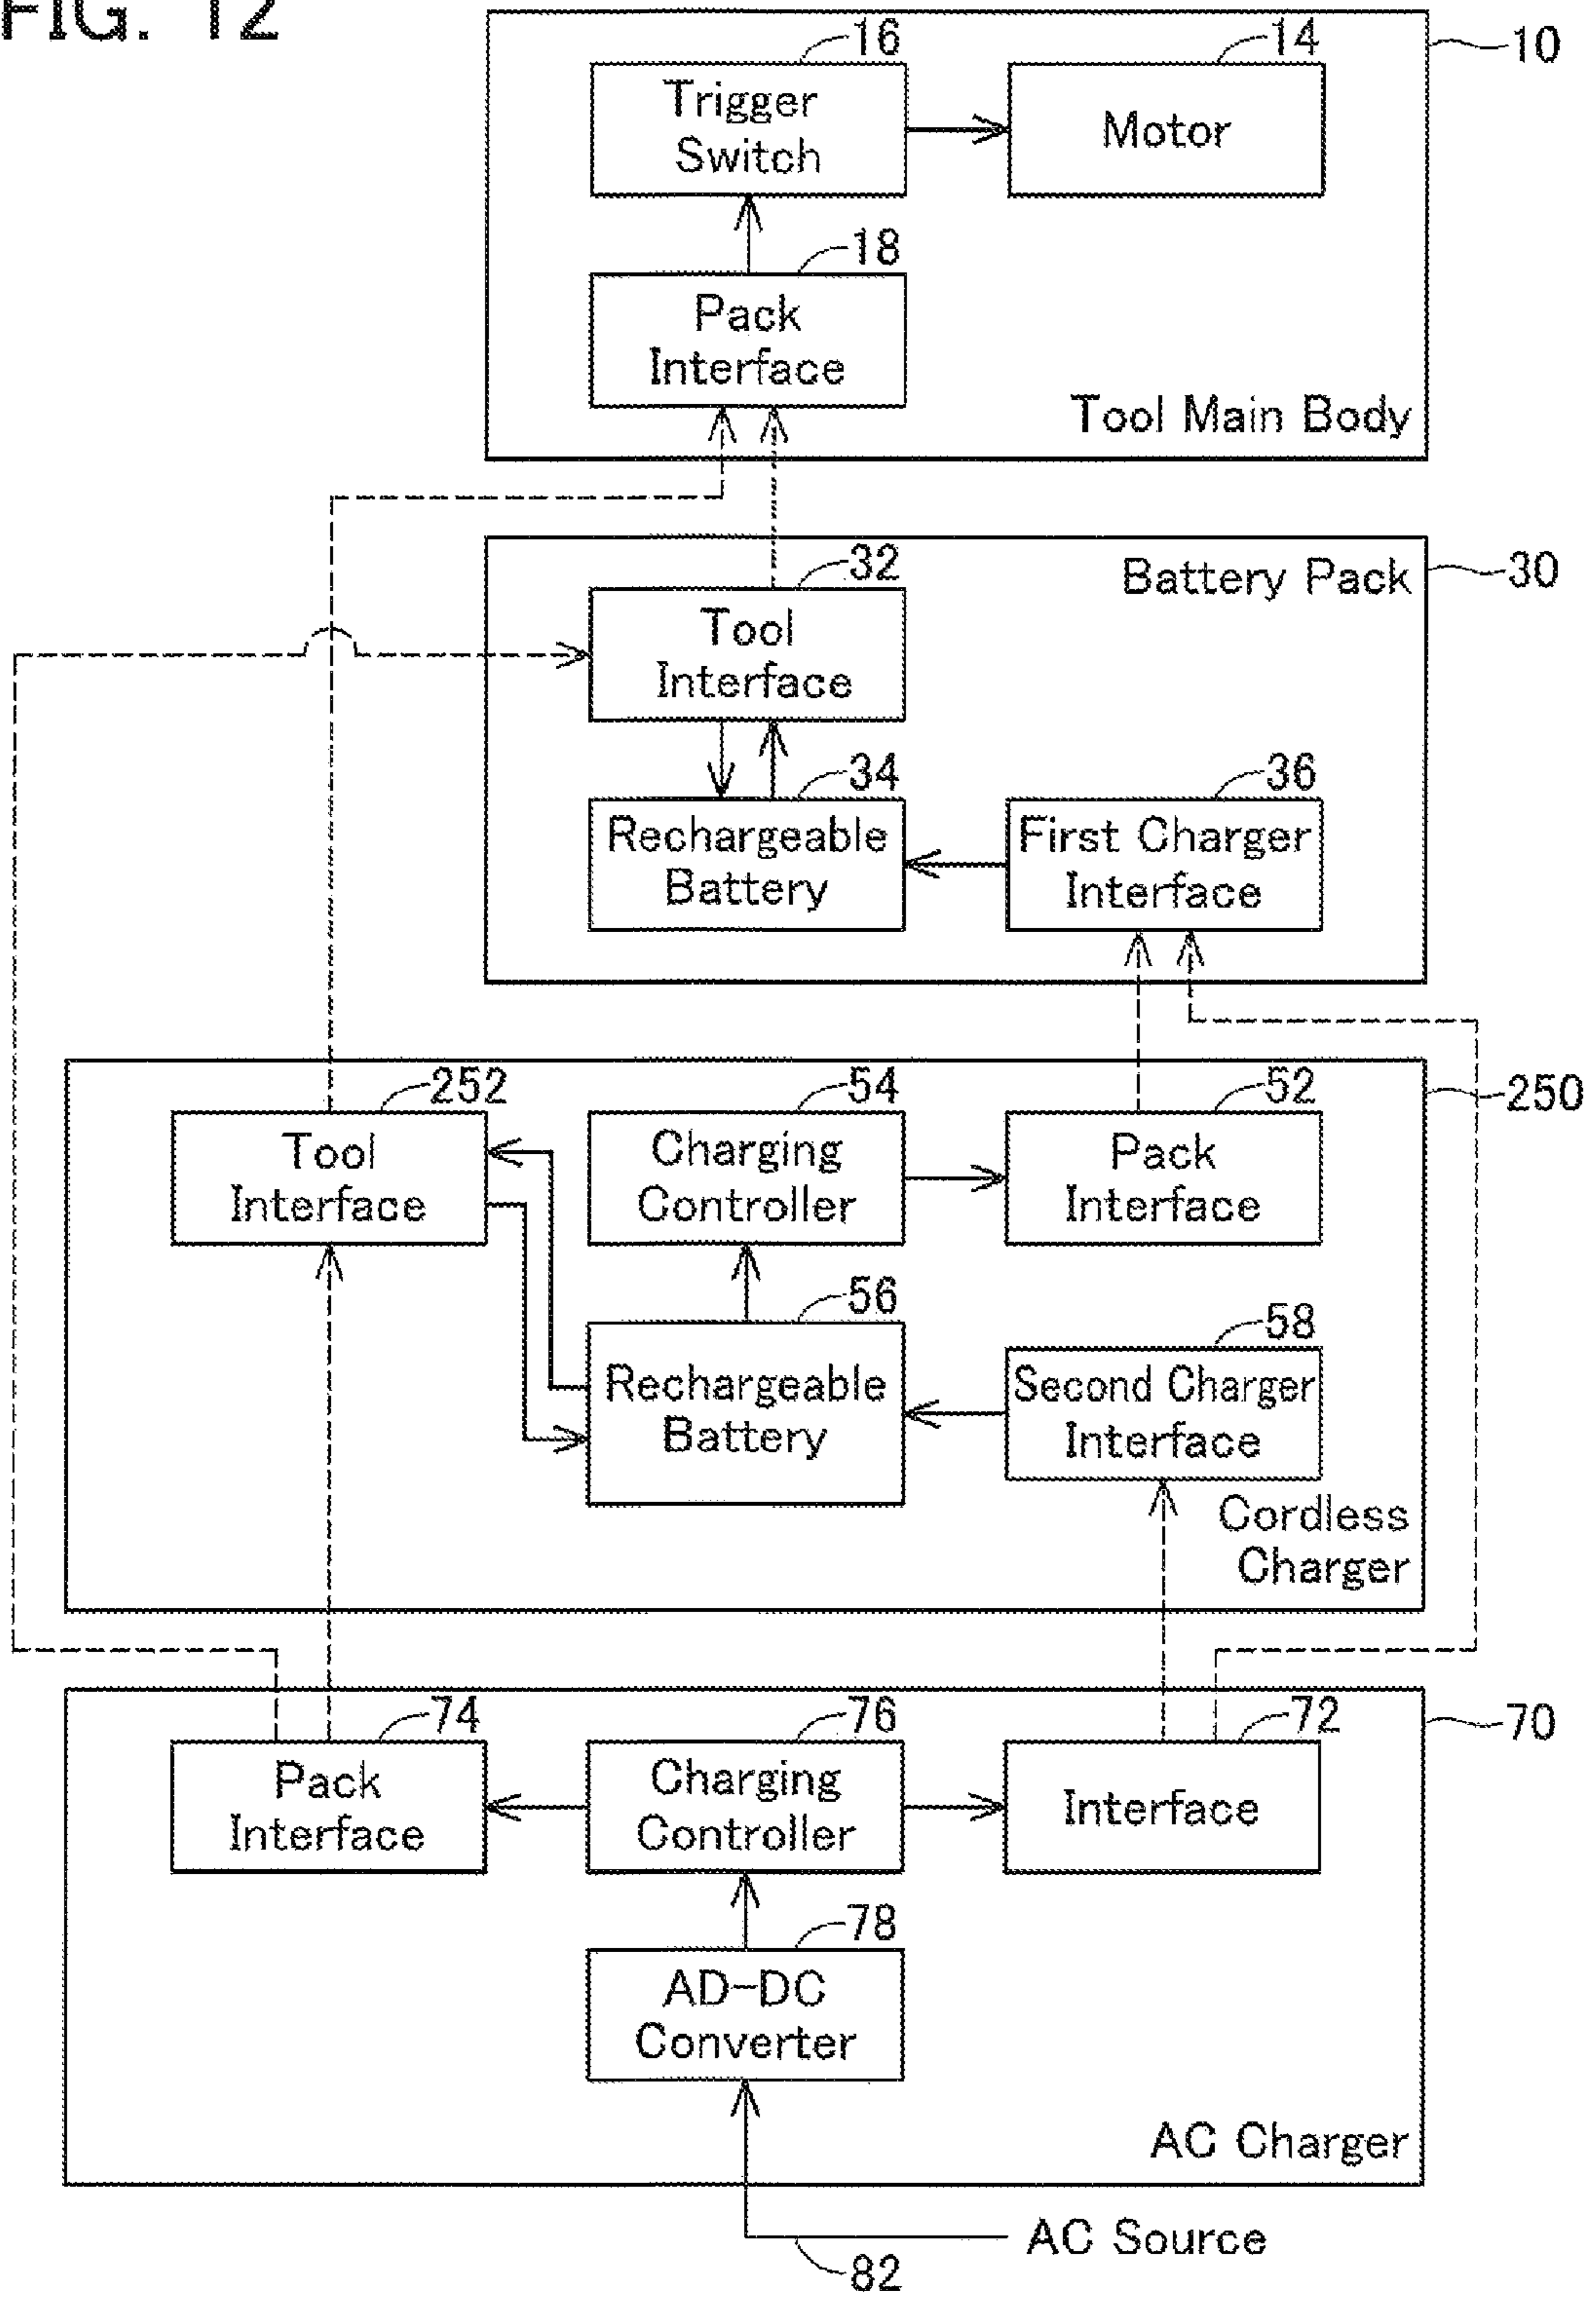 FIG. 12
16
14
10
Trigger
Switch
Motor
18
Pack
Interface
Tool Main Body
32
Battery Pack
30
Tool
Interface
34
36
Rechargeable
Battery
First Charger
Interface
252
54
52
250
Tool
Interface
Charging
Controller
Pack
Interface
56
58
Rechargeable
Battery
Second Charger
Interface
Cordless
Charger
74
76
72
70
Pack
Interface
Charging
Controller
Interface
78
AD-DC
Converter
AC Charger
AC Source
82